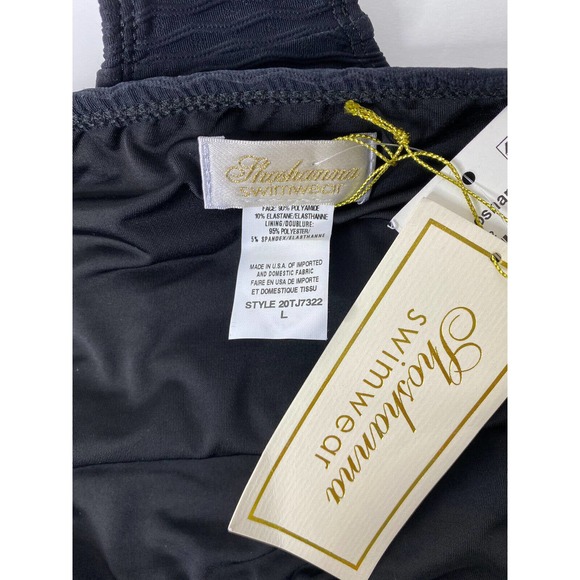 Shoshanna
SWIMWEAR
FACE: 90% POLYAMIDE
10% ELASTANE/ELASTHANNE
LINING/DOUBLURE:
95% POLYESTER/
5% SPANDEX/ELASTHANNE
MADE IN U.S.A. OF IMPORTED
AND DOMESTIC FABRIC
FAIRE EN USA DE IMPORTE
ET DOMESTIQUE TISSU
STYLE 20TJ7322
L
Shoshanna
swimwear